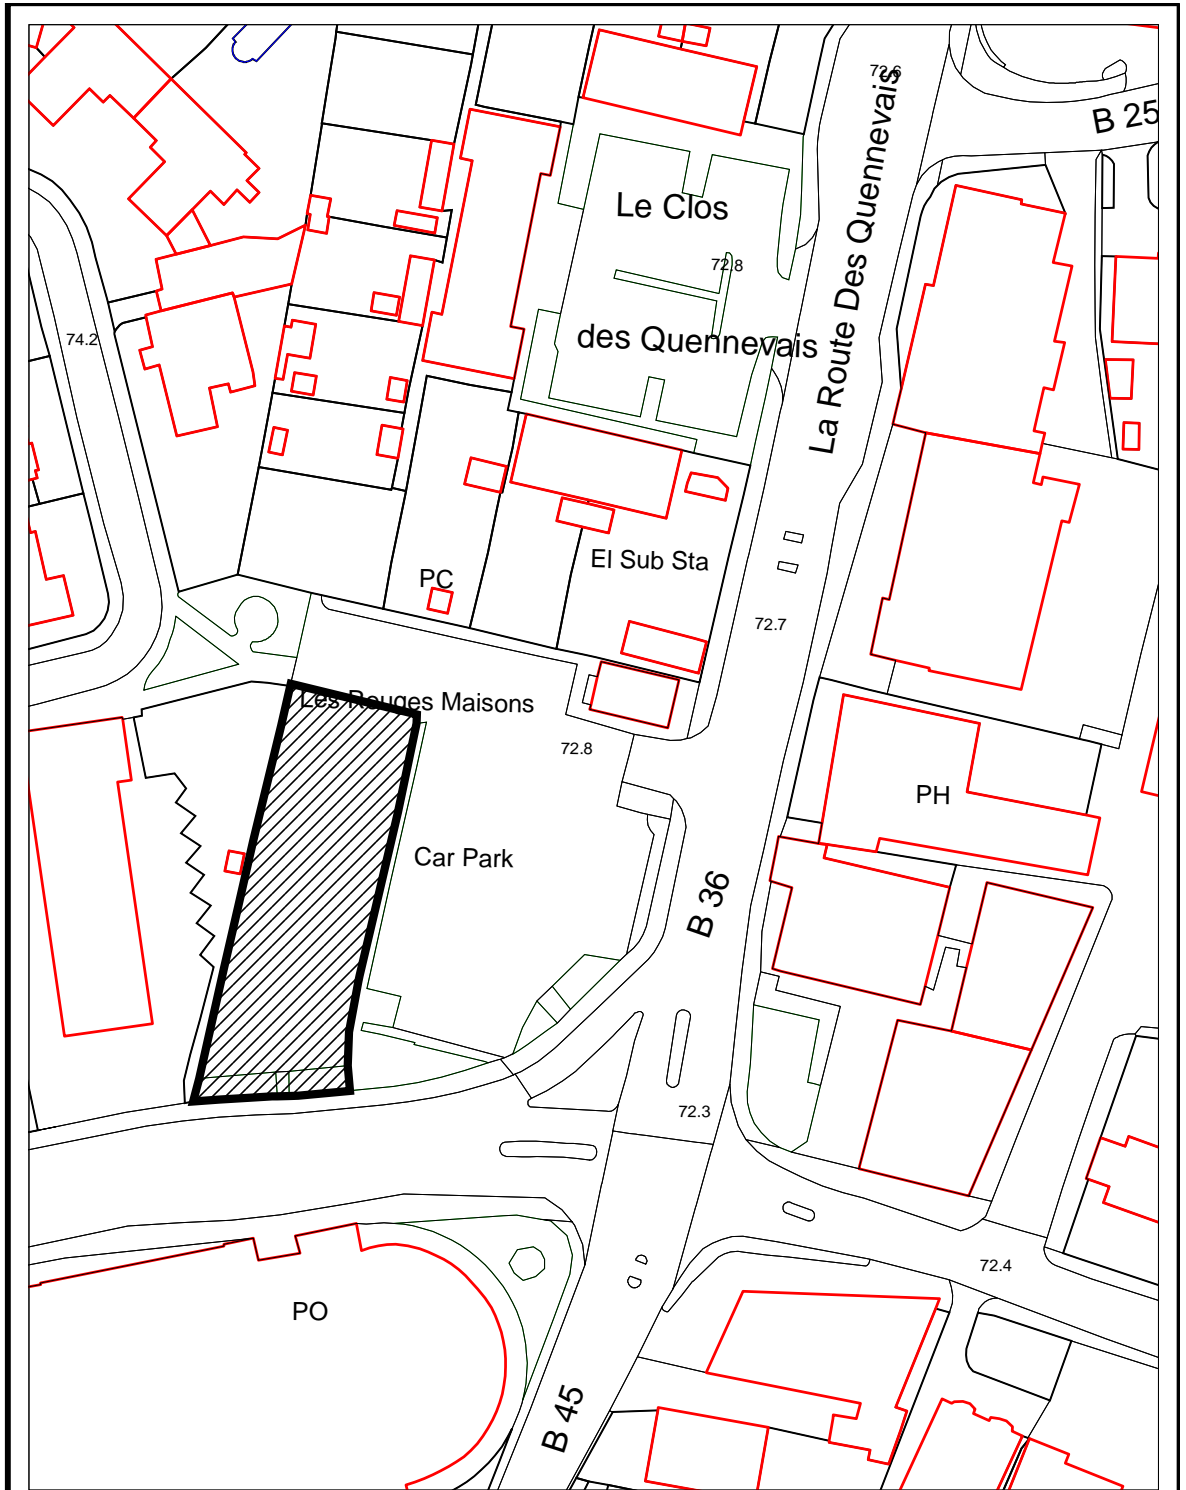 72.6
B 25
Le Clos
La Route Des Quennevais
72.8
des Quennevais
74.2
El Sub Sta
PC
72.7
Les Rouges Maisons
72.8
PH
Car Park
B 36
72.3
72.4
PO
B 45